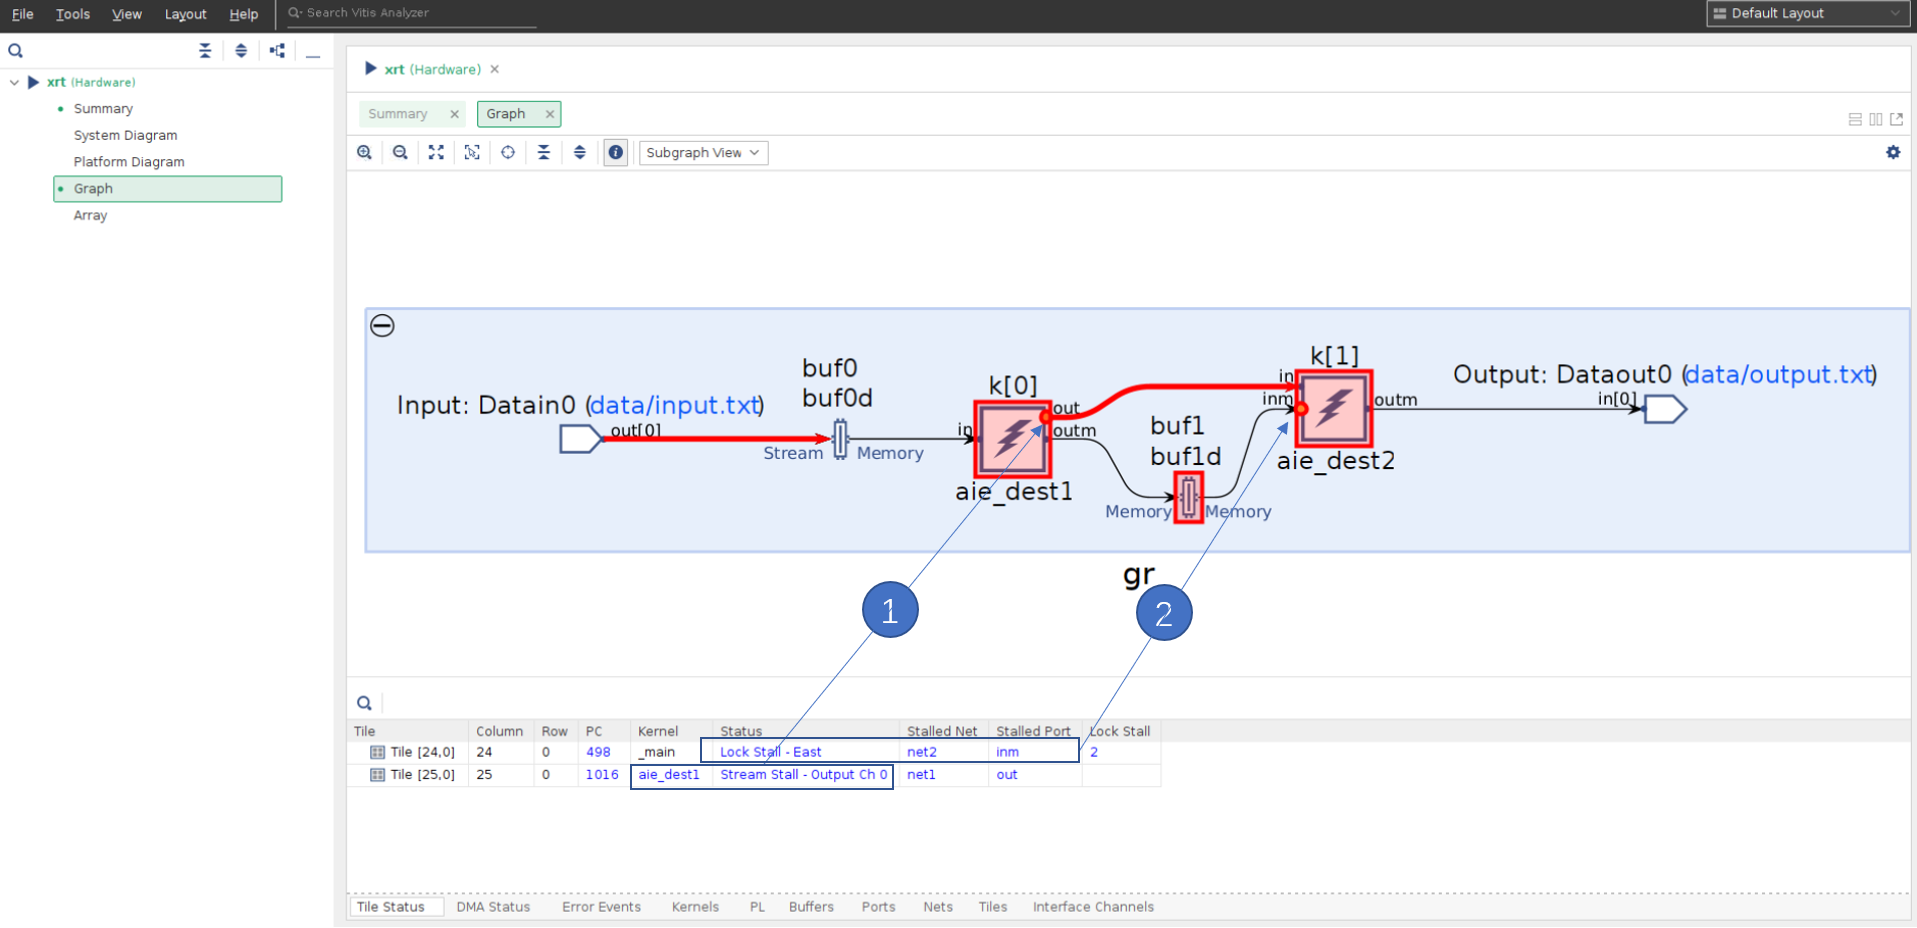 File Tools View Layout Help Search Vitis Analyzer Default Layout
xrt (Hardware)
Summary
System Diagram
Platform Diagram
Graph
Array
xrt (Hardware)
Summary Graph
Subgraph View
k[1]
Input: Datain0 (data/input.txt)
out[0]
Stream
buf0
buf0d
Memory
k[0]
in
out
outm
aie_dest1
buf1
buf1d
Memory Memory
in
inm
outm
aie_dest2
Output: Dataout0 (data/output.txt)
in[0]
gr
1
2
Tile Column Row PC Kernel Status Stalled Net Stalled Port Lock Stall
Tile [24,0] 24 0 498 _main Lock Stall - East net2 inm 2
Tile [25,0] 25 0 1016 aie_dest1 Stream Stall - Output Ch 0 net1 out
Tile Status DMA Status Error Events Kernels PL Buffers Ports Nets Tiles Interface Channels